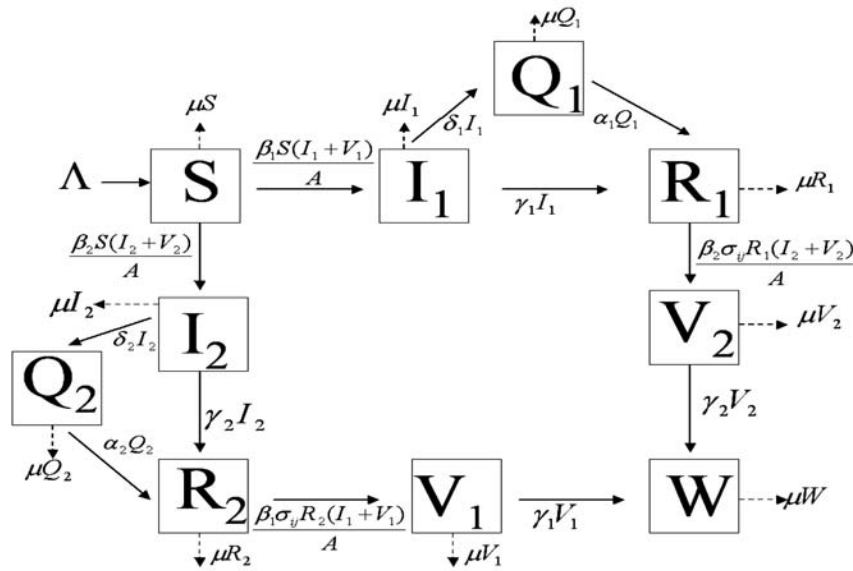 μQ₁
Q₁
μS
μI₁
δ₁I₁
α₁Q₁
Λ
S
β₁S(I₁+V₁)
A
I₁
γ₁I₁
R₁
μR₁
β₂S(I₂+V₂)
A
β₂σᵢⱼR₁(I₂+V₂)
A
μI₂
I₂
δ₂I₂
V₂
μV₂
Q₂
γ₂I₂
γ₂V₂
μQ₂
α₂Q₂
R₂
β₁σᵢⱼR₂(I₁+V₁)
A
V₁
γ₁V₁
W
μW
μR₂
μV₁